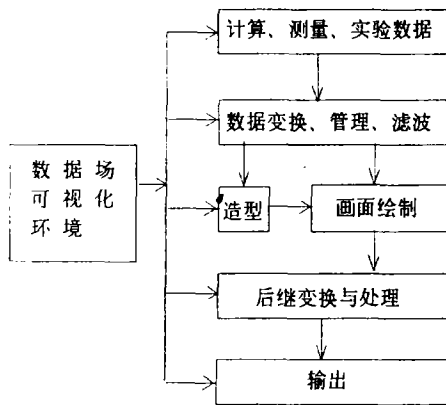 计算、测量、实验数据
数据变换、管理、滤波
数据场
可视化
环境
造型
画面绘制
后继变换与处理
输出